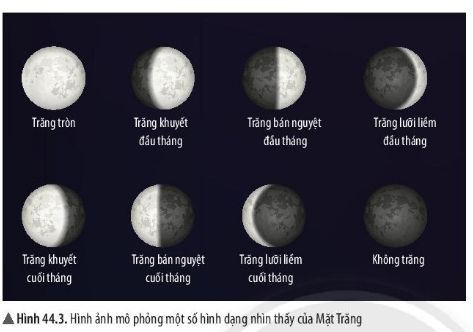 Trăng tròn
Trăng khuyết
đầu tháng
Trăng bán nguyệt
đầu tháng
Trăng lưỡi liềm
đầu tháng
Trăng khuyết
cuối tháng
Trăng bán nguyệt
cuối tháng
Trăng lưỡi liềm
cuối tháng
Không trăng
▲ Hình 44.3. Hình ảnh mô phỏng một số hình dạng nhìn thấy của Mặt Trăng